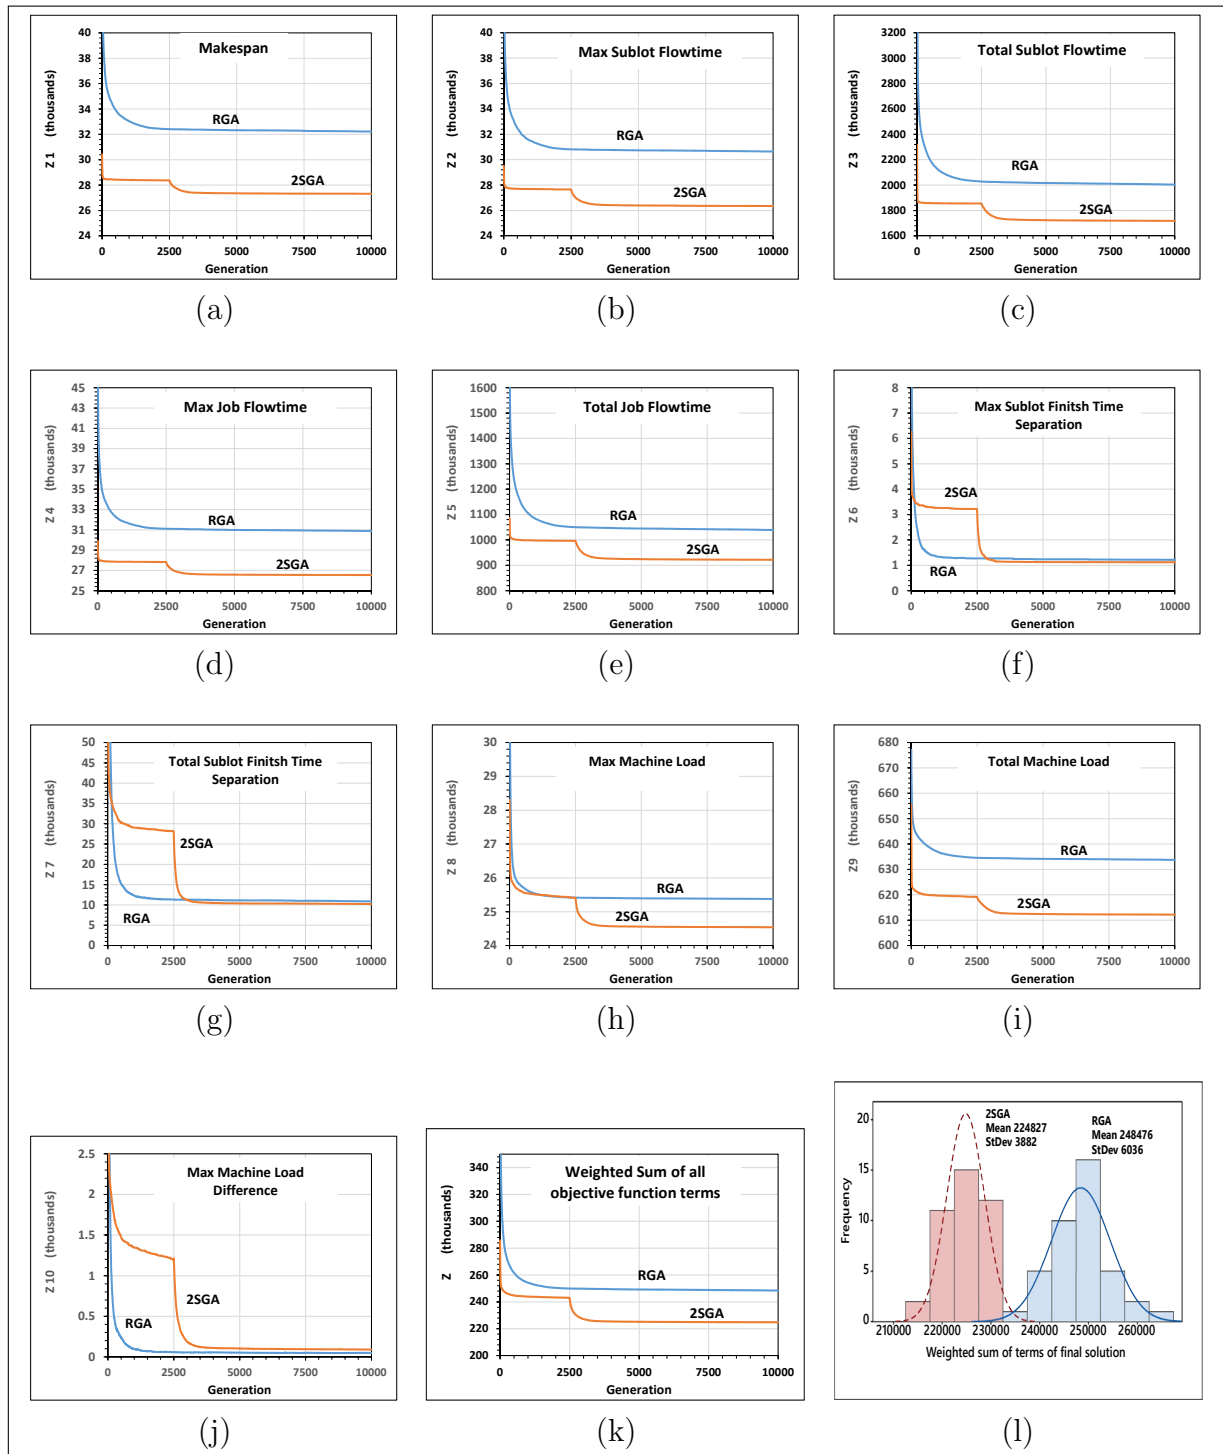 Makespan
Z 1 (thousands)
40
38
36
34
32
30
28
26
24
RGA
2SGA
0 2500 5000 7500 10000
Generation
(a)
Max Sublot Flowtime
Z 2 (thousands)
40
38
36
34
32
30
28
26
24
RGA
2SGA
0 2500 5000 7500 10000
Generation
(b)
Total Sublot Flowtime
Z 3 (thousands)
3200
3000
2800
2600
2400
2200
2000
1800
1600
RGA
2SGA
0 2500 5000 7500 10000
Generation
(c)
Max Job Flowtime
Z 4 (thousands)
45
43
41
39
37
35
33
31
29
27
25
RGA
2SGA
0 2500 5000 7500 10000
Generation
(d)
Total Job Flowtime
Z 5 (thousands)
1600
1500
1400
1300
1200
1100
1000
900
800
RGA
2SGA
0 2500 5000 7500 10000
Generation
(e)
Max Sublot Finitsh Time
Separation
Z 6 (thousands)
8
7
6
5
4
3
2
1
0
2SGA
RGA
0 2500 5000 7500 10000
Generation
(f)
Total Sublot Finitsh Time
Separation
Z 7 (thousands)
50
45
40
35
30
25
20
15
10
5
0
2SGA
RGA
0 2500 5000 7500 10000
Generation
(g)
Max Machine Load
Z 8 (thousands)
30
29
28
27
26
25
24
RGA
2SGA
0 2500 5000 7500 10000
Generation
(h)
Total Machine Load
Z9 (thousands)
680
670
660
650
640
630
620
610
600
RGA
2SGA
0 2500 5000 7500 10000
Generation
(i)
Max Machine Load
Difference
Z 10 (thousands)
2.5
2
1.5
1
0.5
0
2SGA
RGA
0 2500 5000 7500 10000
Generation
(j)
Weighted Sum of all
objective function terms
Z (thousands)
340
320
300
280
260
240
220
200
RGA
2SGA
0 2500 5000 7500 10000
Generation
(k)
2SGA
Mean 224827
StDev 3882
RGA
Mean 248476
StDev 6036
Frequency
20
15
10
5
0
210000 220000 230000 240000 250000 260000
Weighted sum of terms of final solution
(l)